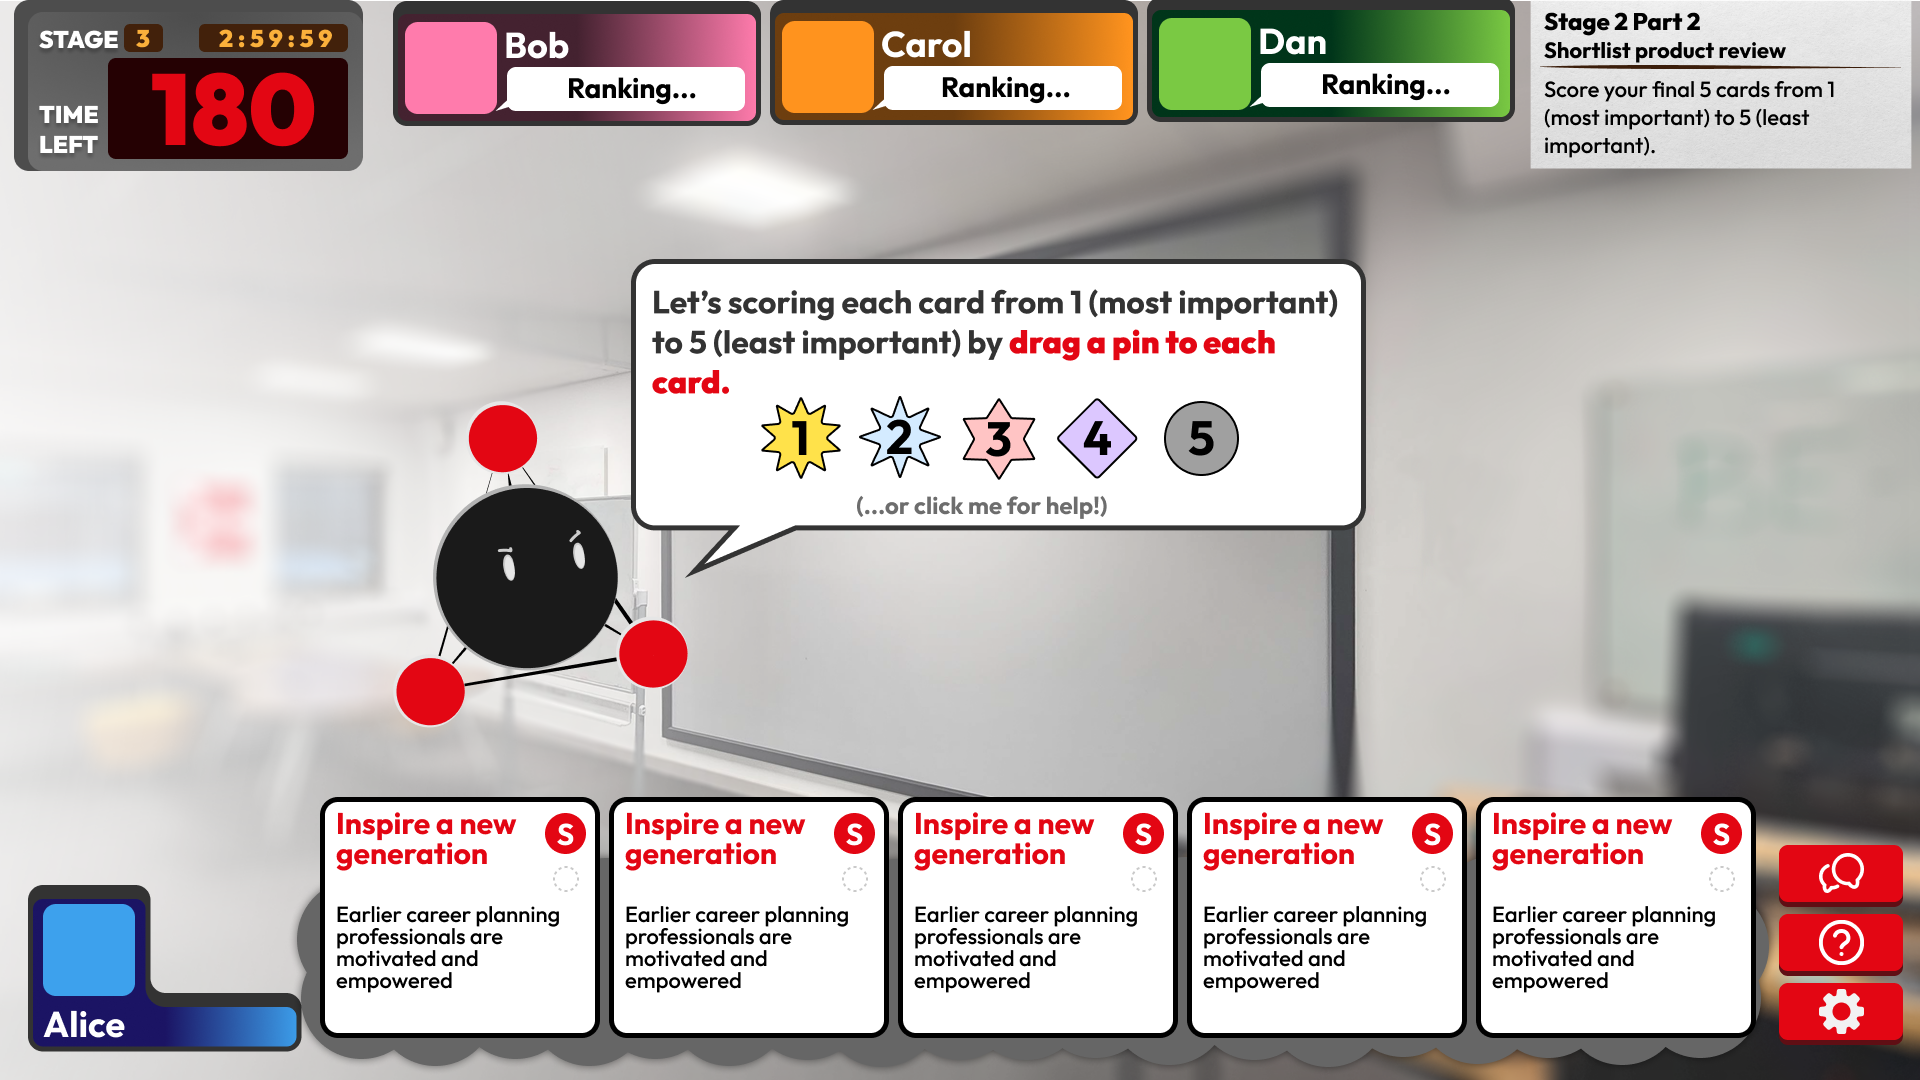 STAGE 3 2:59:59
TIME LEFT
180
Bob
Ranking...
Carol
Ranking...
Dan
Ranking...
Stage 2 Part 2
Shortlist product review
Score your final 5 cards from 1
(most important) to 5 (least
important).
Let's scoring each card from 1 (most important)
to 5 (least important) by drag a pin to each
card.
1 2 3 4 5
(...or click me for help!)
Inspire a new
generation
S
Earlier career planning
professionals are
motivated and
empowered
Inspire a new
generation
S
Earlier career planning
professionals are
motivated and
empowered
Inspire a new
generation
S
Earlier career planning
professionals are
motivated and
empowered
Inspire a new
generation
S
Earlier career planning
professionals are
motivated and
empowered
Inspire a new
generation
S
Earlier career planning
professionals are
motivated and
empowered
Alice
?